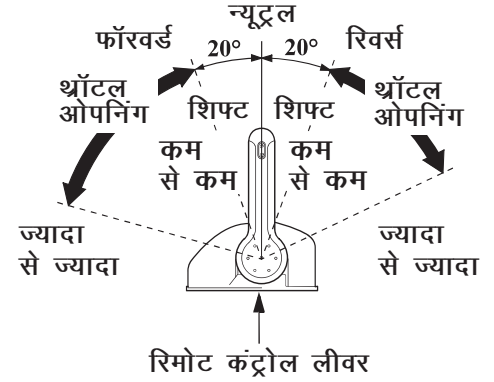 न्यूट्रल
फॉरवर्ड
20°
20°
रिवर्स
थ्रॉटल
ओपनिंग
थ्रॉटल
ओपनिंग
शिफ्ट
शिफ्ट
कम
से कम
कम
से कम
ज्यादा
से ज्यादा
ज्यादा
से ज्यादा
रिमोट कंट्रोल लीवर